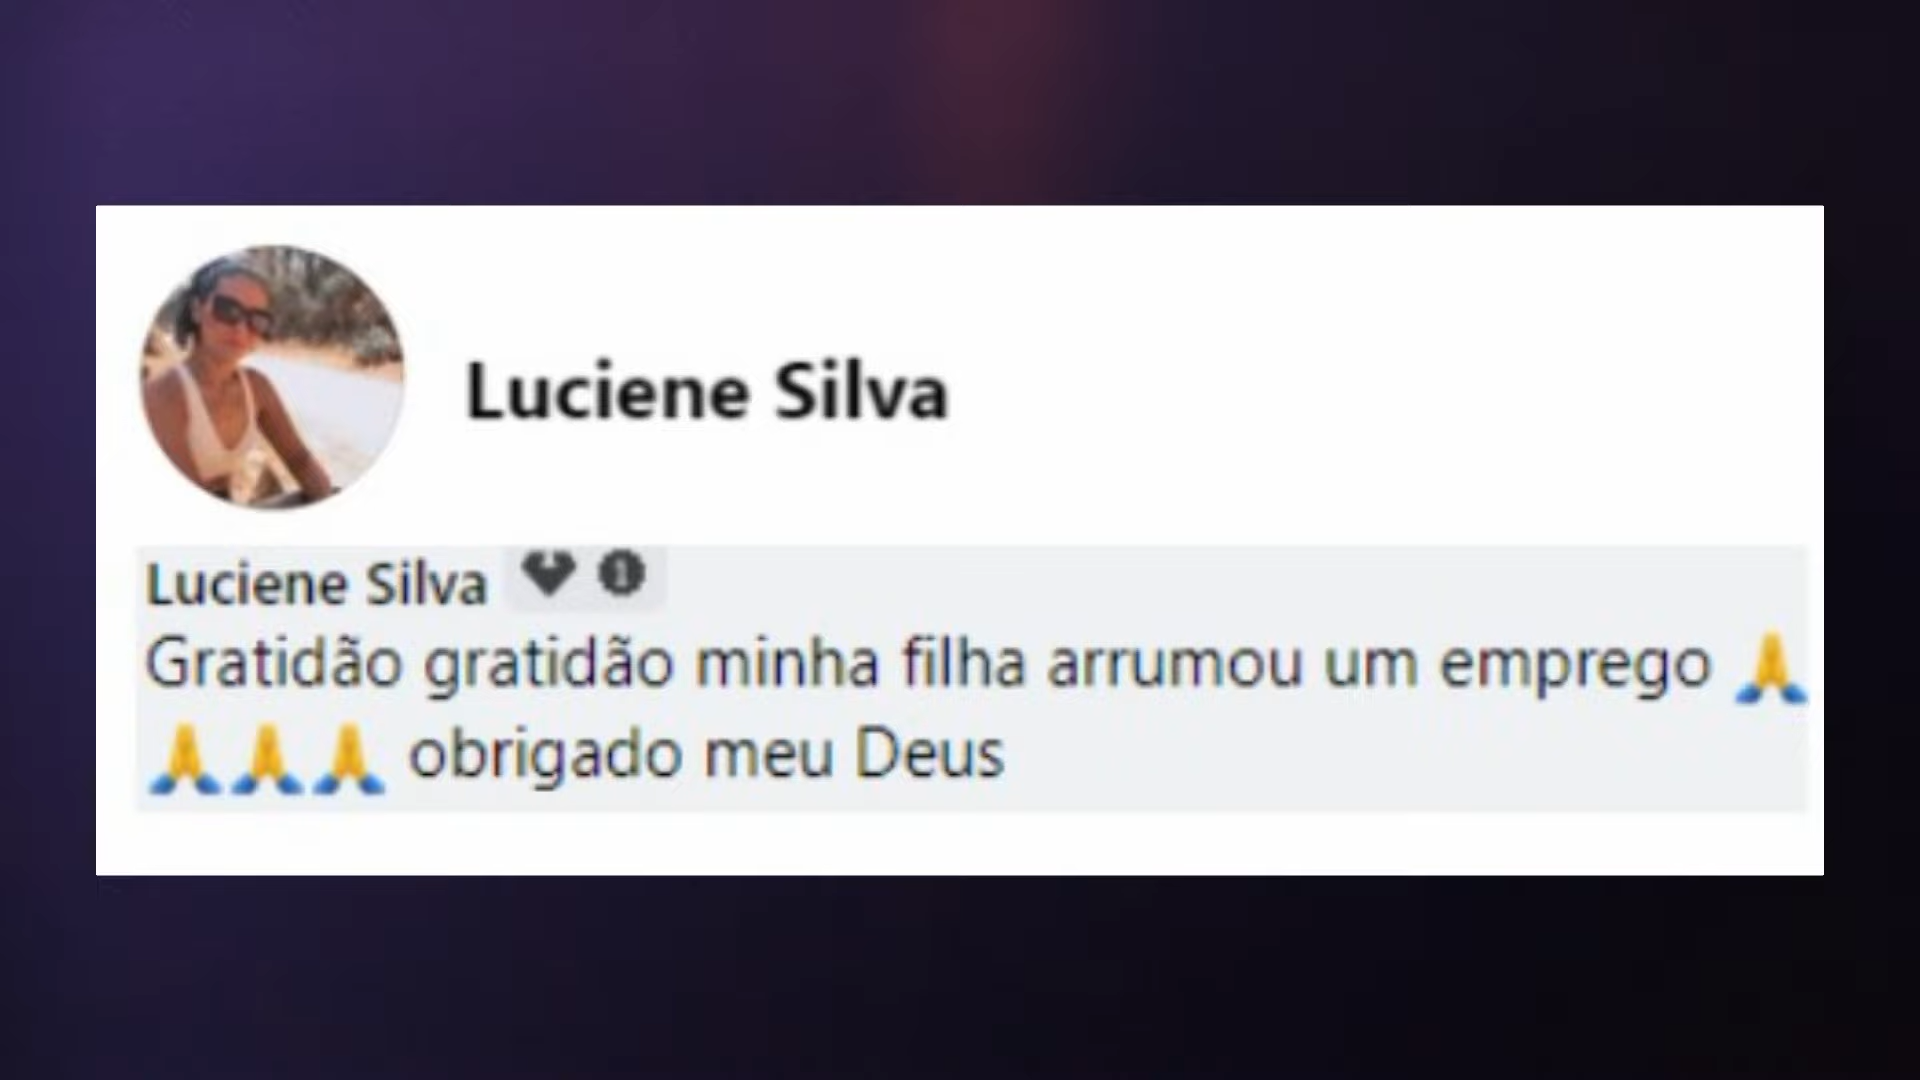 Luciene Silva
Luciene Silva
Gratidão gratidão minha filha arrumou um emprego 🙏
🙏🙏🙏 obrigado meu Deus